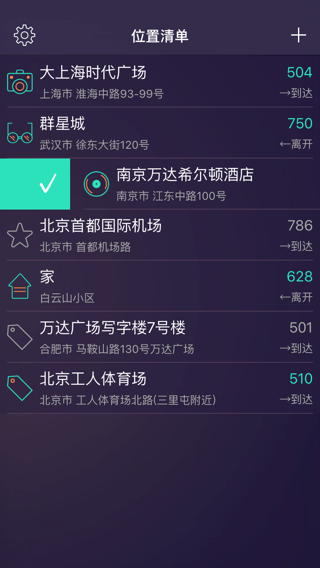 位置清单
大上海时代广场 504
上海市 淮海中路93-99号 →到达
群星城 750
武汉市 徐东大街120号 ←离开
南京万达希尔顿酒店
南京市 江东中路100号
北京首都国际机场 786
北京市 首都机场路 →到达
家 628
白云山小区 ←离开
万达广场写字楼7号楼 501
合肥市 马鞍山路130号万达广场 →到达
北京工人体育场 510
北京市 工人体育场北路(三里屯附近) →到达